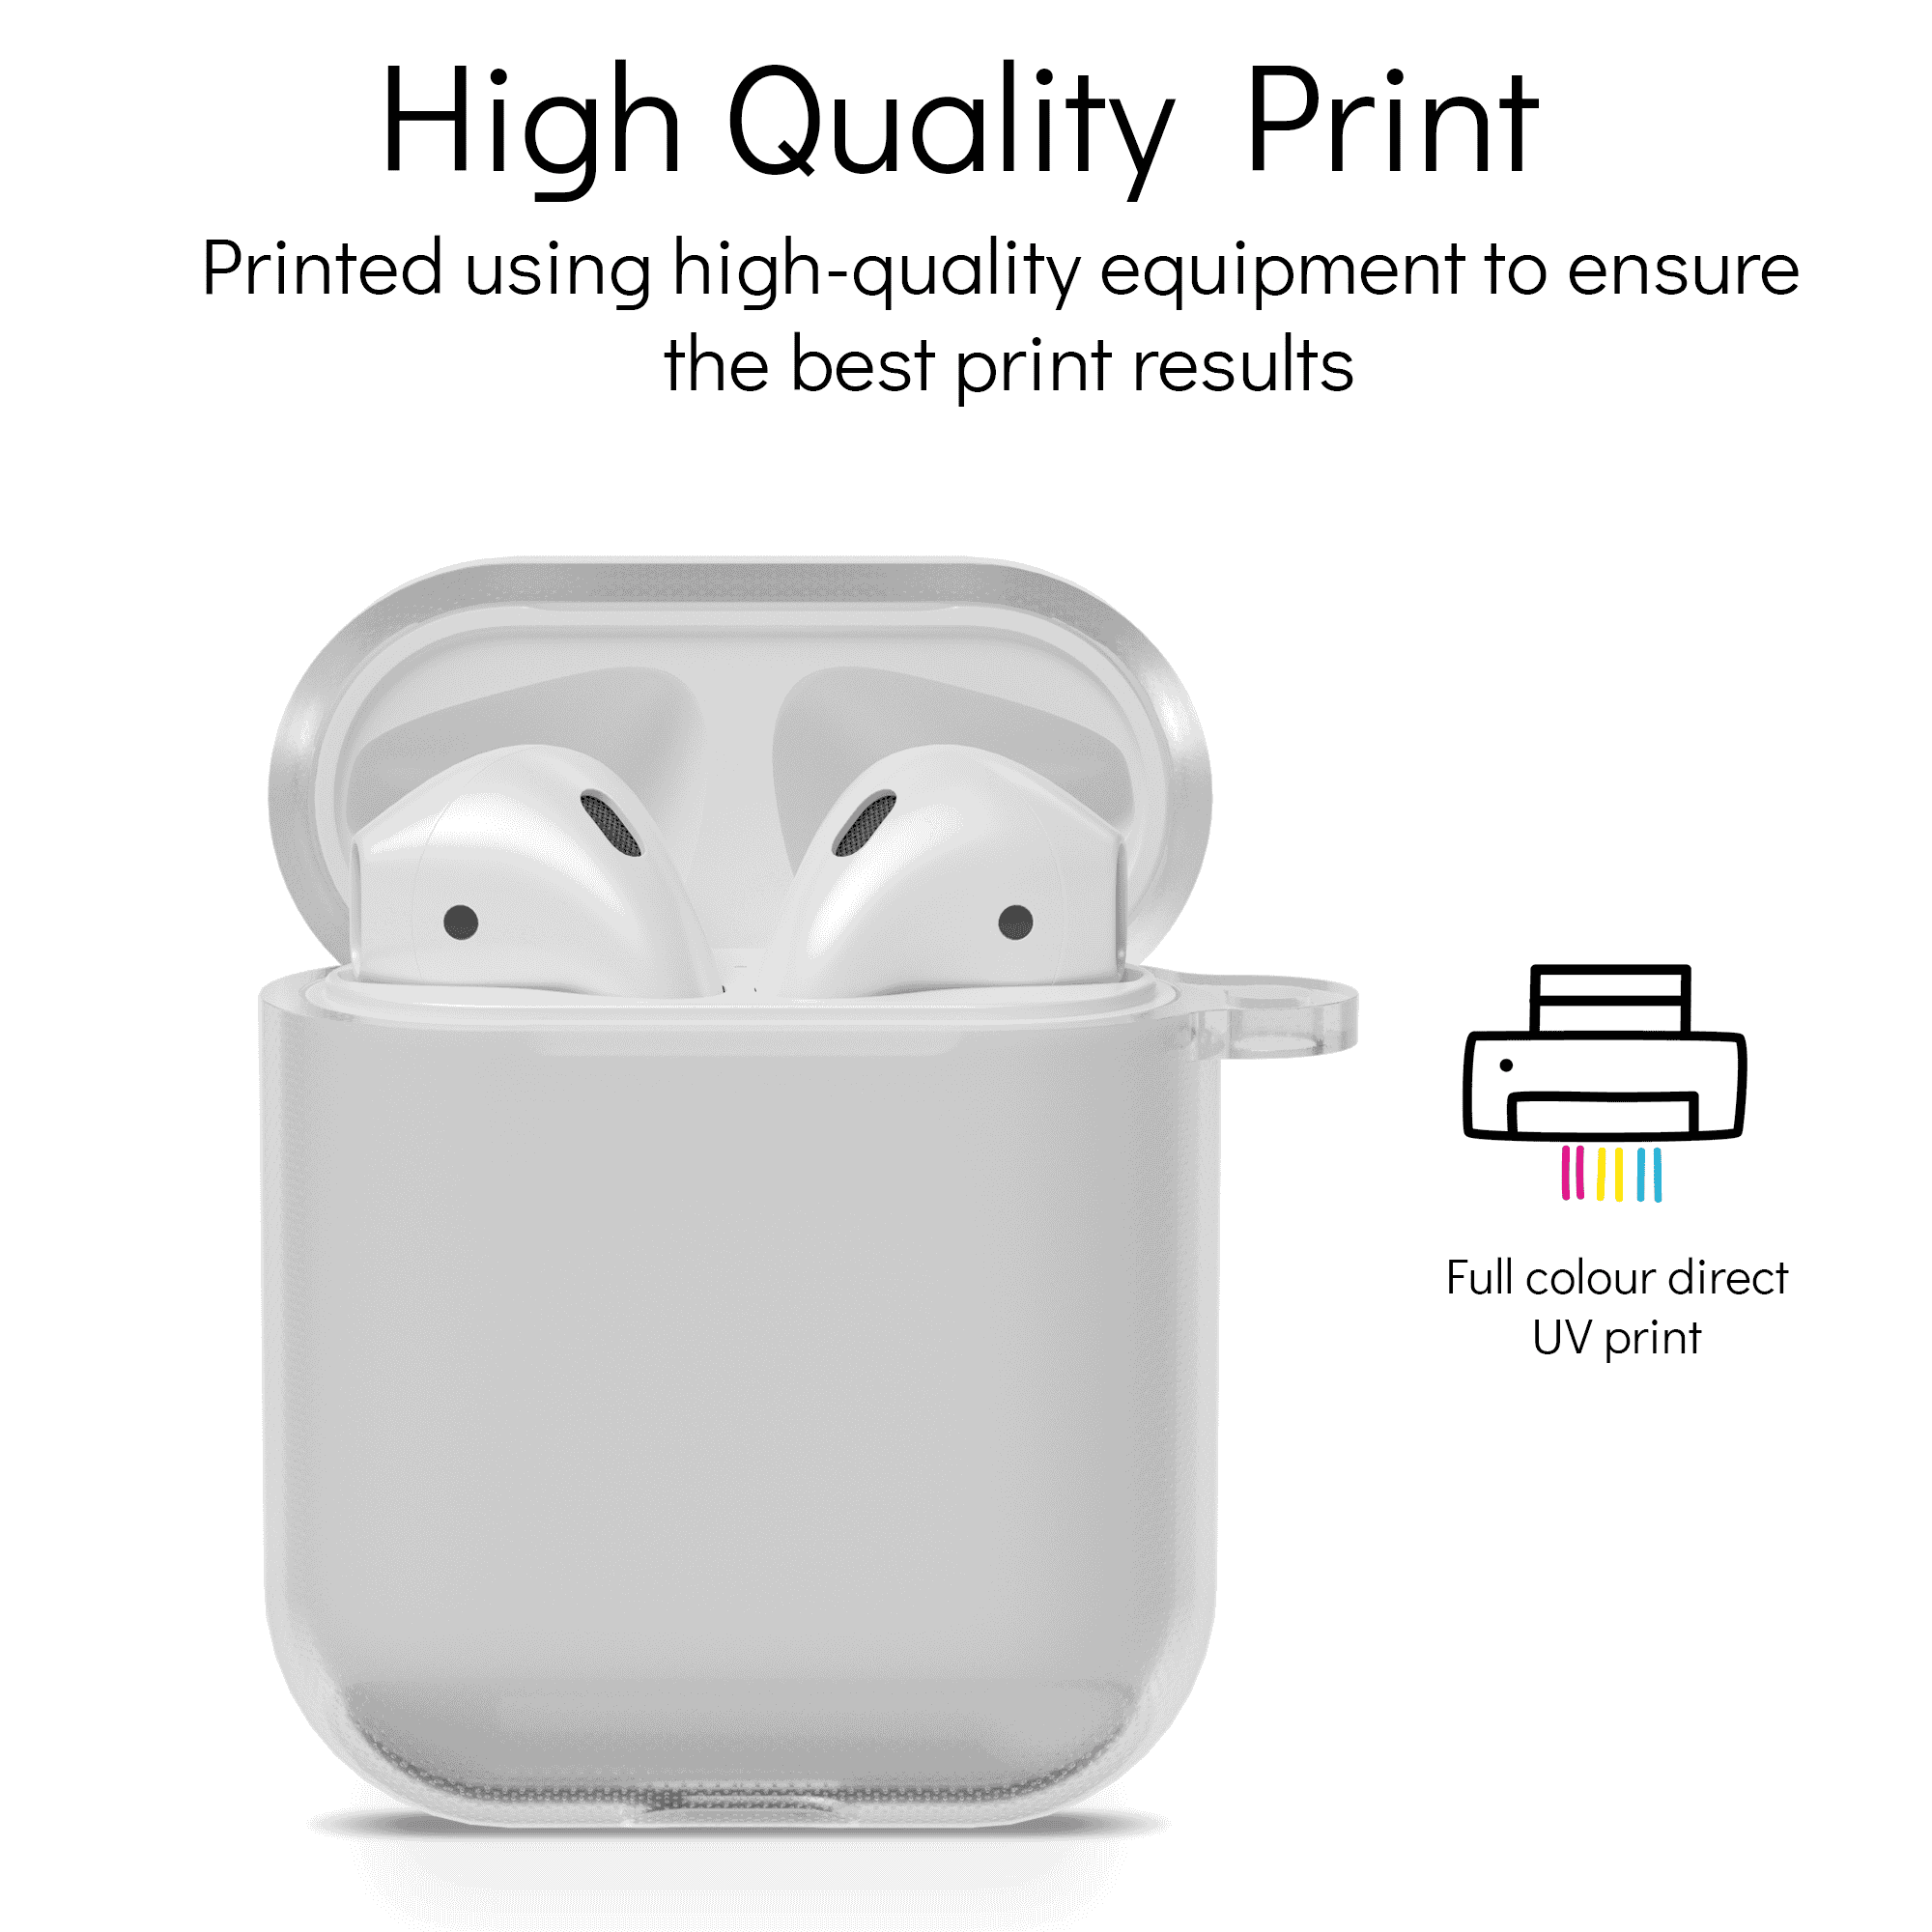 High Quality Print
Printed using high-quality equipment to ensure
the best print results
Full colour direct
UV print